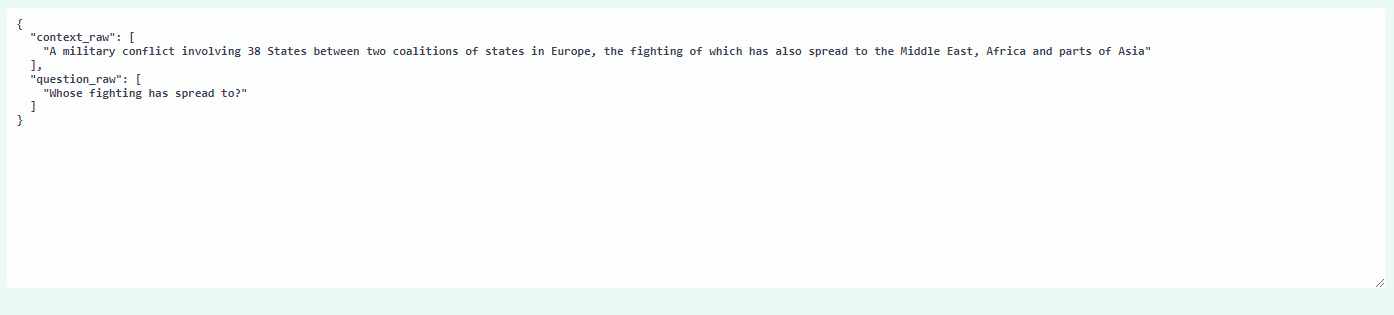 {
"context_raw": [
"A military conflict involving 38 States between two coalitions of states in Europe, the fighting of which has also spread to the Middle East, Africa and parts of Asia"
],
"question_raw": [
"Whose fighting has spread to?"
]
}